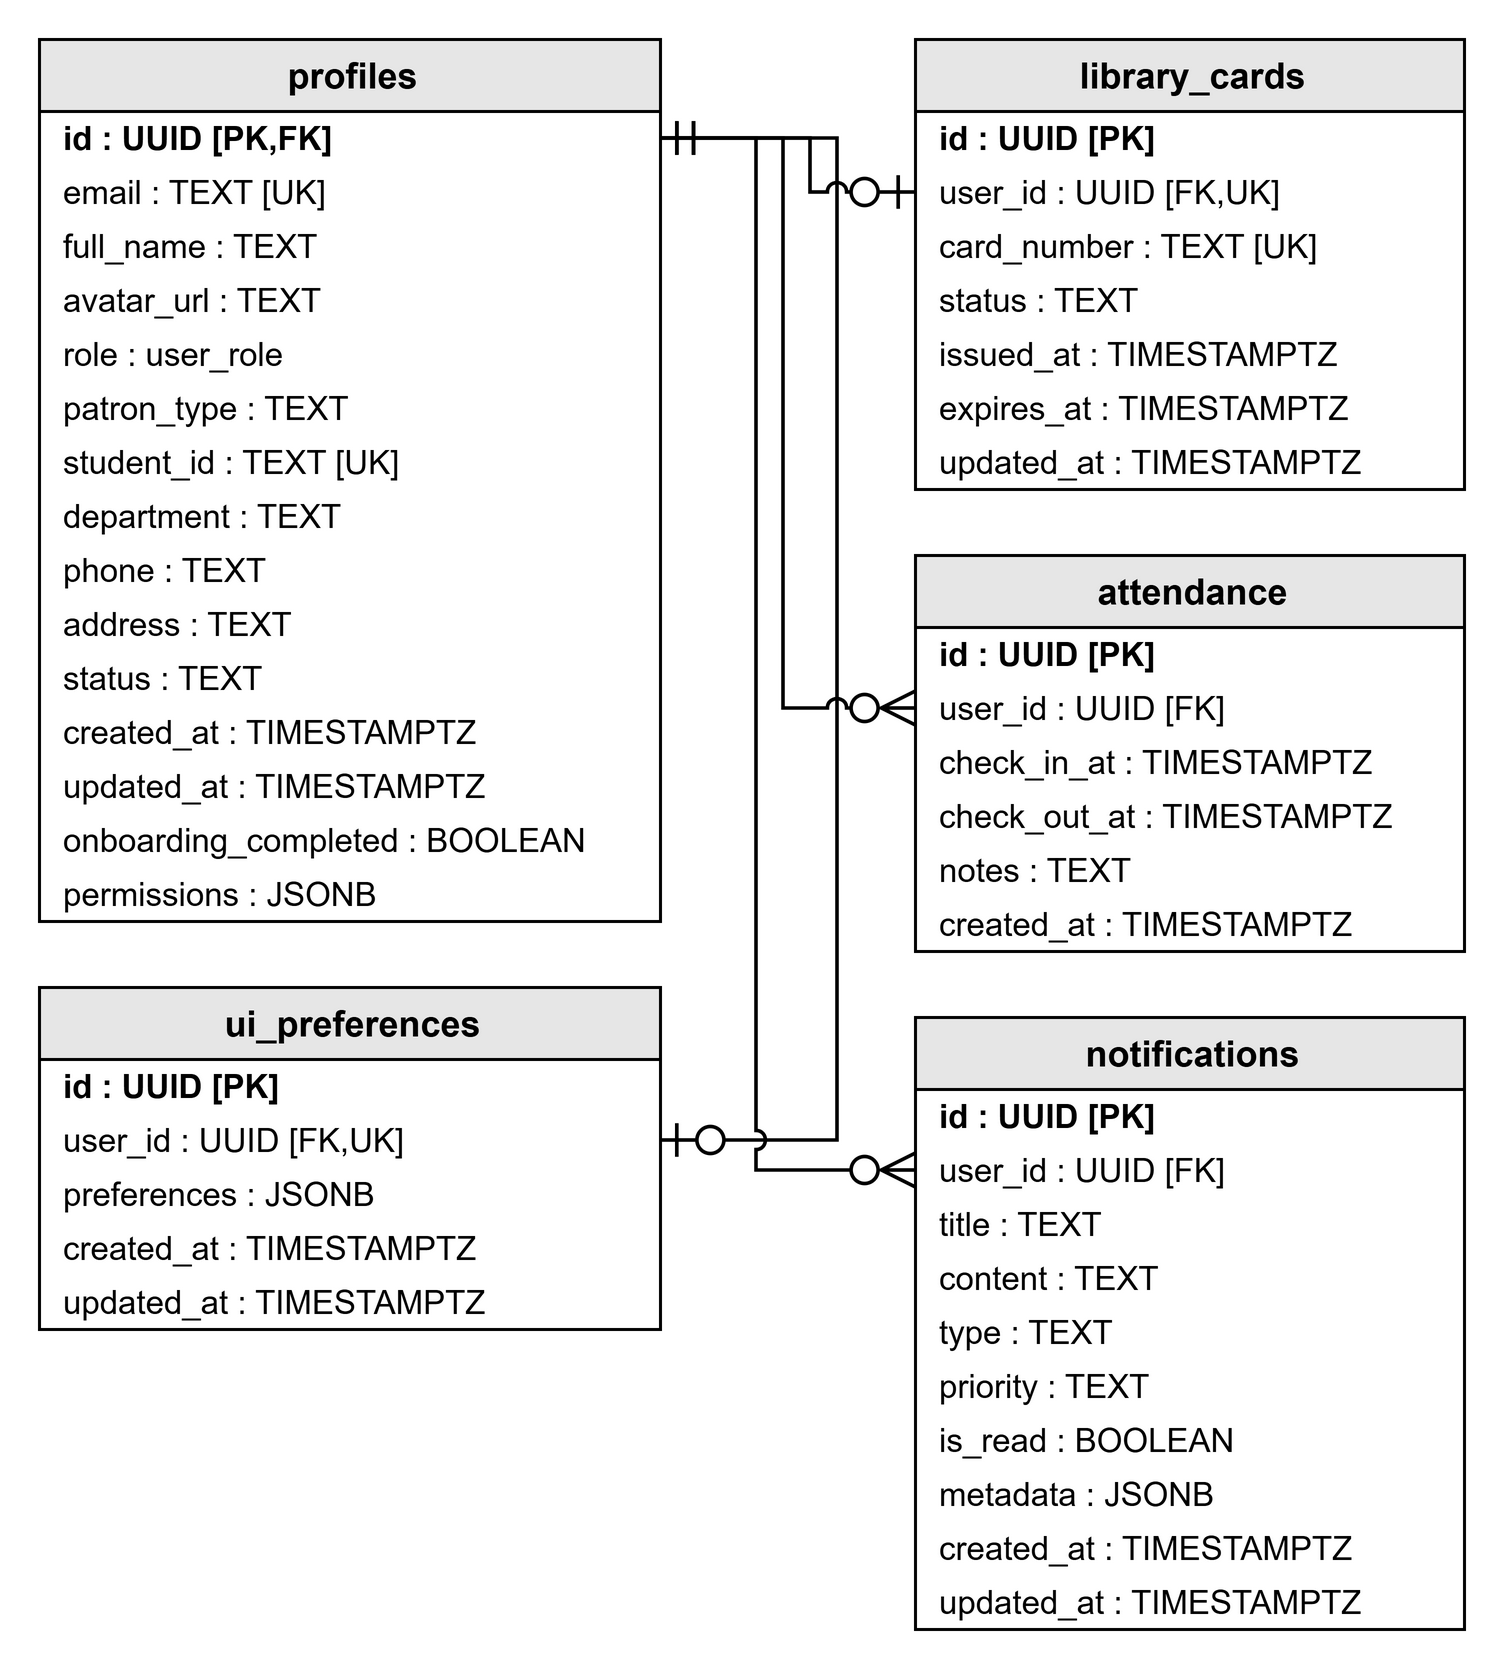 profiles
id : UUID [PK,FK]
email : TEXT [UK]
full_name : TEXT
avatar_url : TEXT
role : user_role
patron_type : TEXT
student_id : TEXT [UK]
department : TEXT
phone : TEXT
address : TEXT
status : TEXT
created_at : TIMESTAMPTZ
updated_at : TIMESTAMPTZ
onboarding_completed : BOOLEAN
permissions : JSONB
ui_preferences
id : UUID [PK]
user_id : UUID [FK,UK]
preferences : JSONB
created_at : TIMESTAMPTZ
updated_at : TIMESTAMPTZ
library_cards
id : UUID [PK]
user_id : UUID [FK,UK]
card_number : TEXT [UK]
status : TEXT
issued_at : TIMESTAMPTZ
expires_at : TIMESTAMPTZ
updated_at : TIMESTAMPTZ
attendance
id : UUID [PK]
user_id : UUID [FK]
check_in_at : TIMESTAMPTZ
check_out_at : TIMESTAMPTZ
notes : TEXT
created_at : TIMESTAMPTZ
notifications
id : UUID [PK]
user_id : UUID [FK]
title : TEXT
content : TEXT
type : TEXT
priority : TEXT
is_read : BOOLEAN
metadata : JSONB
created_at : TIMESTAMPTZ
updated_at : TIMESTAMPTZ